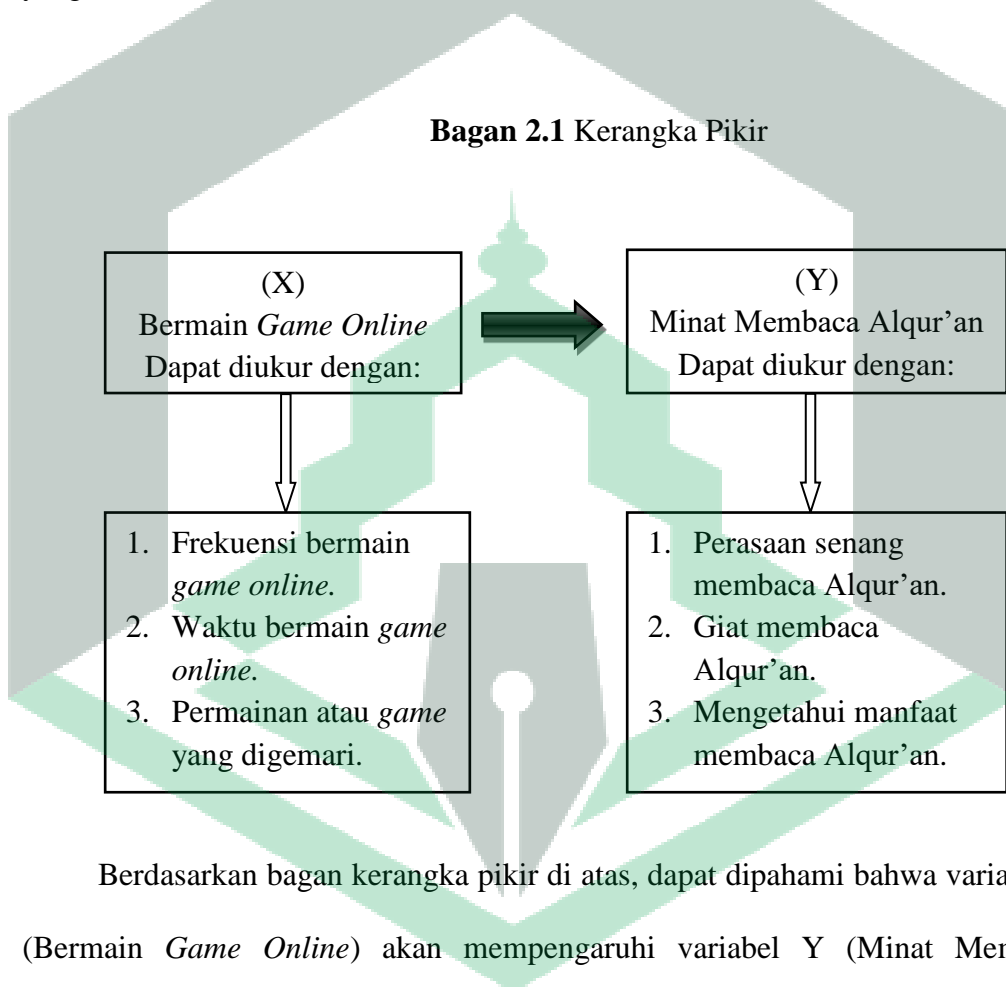 Bagan 2.1 Kerangka Pikir
(X)
Bermain Game Online
Dapat diukur dengan:
(Y)
Minat Membaca Alqur’an
Dapat diukur dengan:
1. Frekuensi bermain
game online.
2. Waktu bermain game
online.
3. Permainan atau game
yang digemari.
1. Perasaan senang
membaca Alqur’an.
2. Giat membaca
Alqur’an.
3. Mengetahui manfaat
membaca Alqur’an.
Berdasarkan bagan kerangka pikir di atas, dapat dipahami bahwa
(Bermain Game Online) akan mempengaruhi variabel Y (Minat